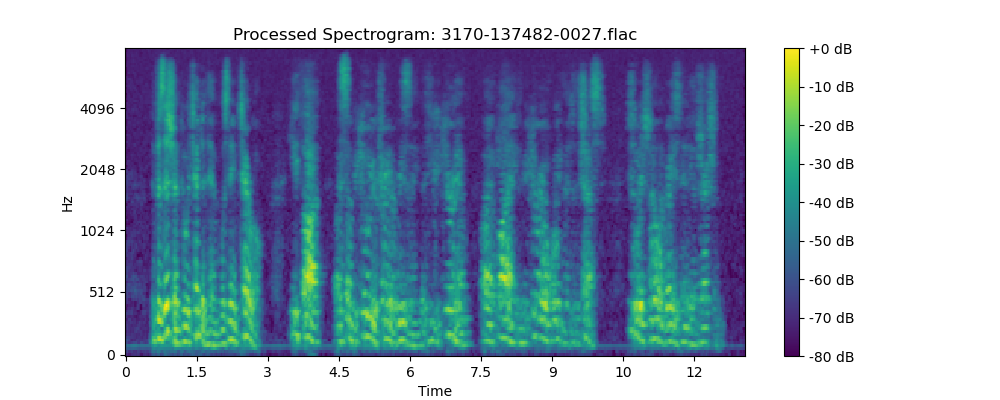 Processed Spectrogram: 3170-137482-0027.flac
Hz
4096
2048
1024
512
0
0 1.5 3 4.5 6 7.5 9 10 12
Time
+0 dB
-10 dB
-20 dB
-30 dB
-40 dB
-50 dB
-60 dB
-70 dB
-80 dB